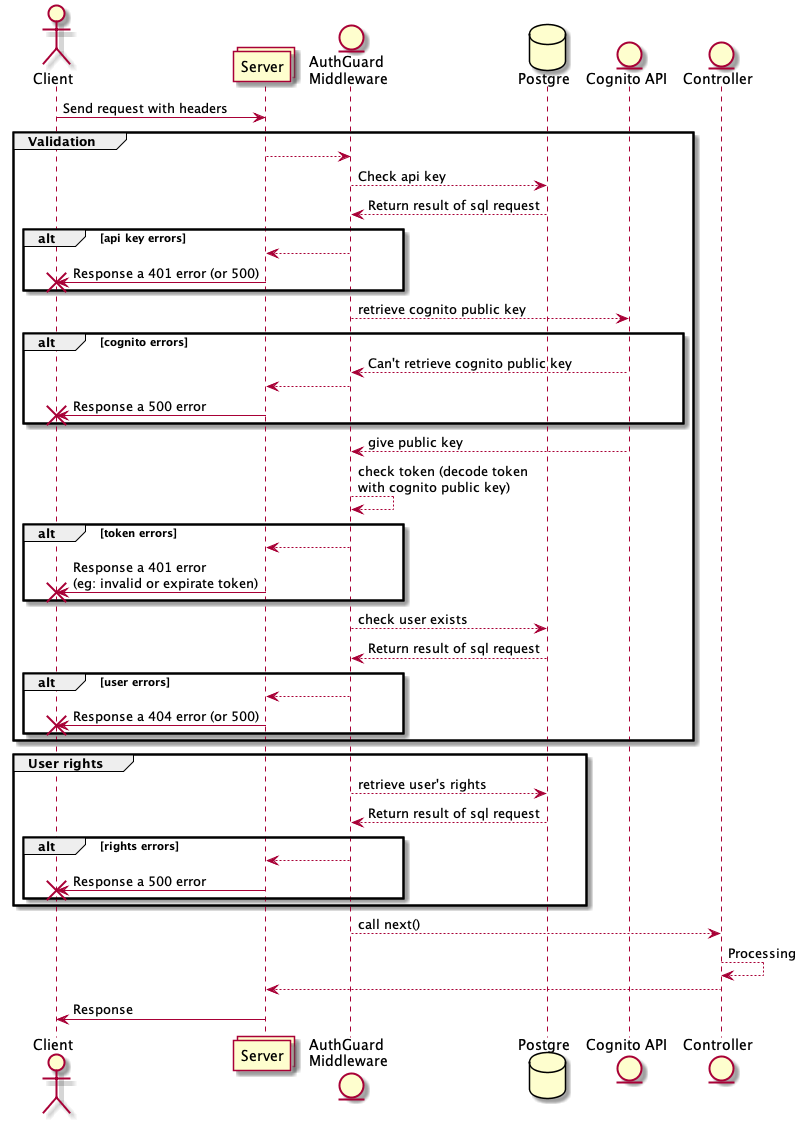 Client
Server
AuthGuard
Middleware
Postgre
Cognito API
Controller
Send request with headers
Validation
Check api key
Return result of sql request
alt
[api key errors]
Response a 401 error (or 500)
retrieve cognito public key
alt
[cognito errors]
Can't retrieve cognito public key
Response a 500 error
give public key
check token (decode token
with cognito public key)
alt
[token errors]
Response a 401 error
(eg: invalid or expirate token)
check user exists
Return result of sql request
alt
[user errors]
Response a 404 error (or 500)
User rights
retrieve user's rights
Return result of sql request
alt
[rights errors]
Response a 500 error
call next()
Processing
Response
Client
Server
AuthGuard
Middleware
Postgre
Cognito API
Controller